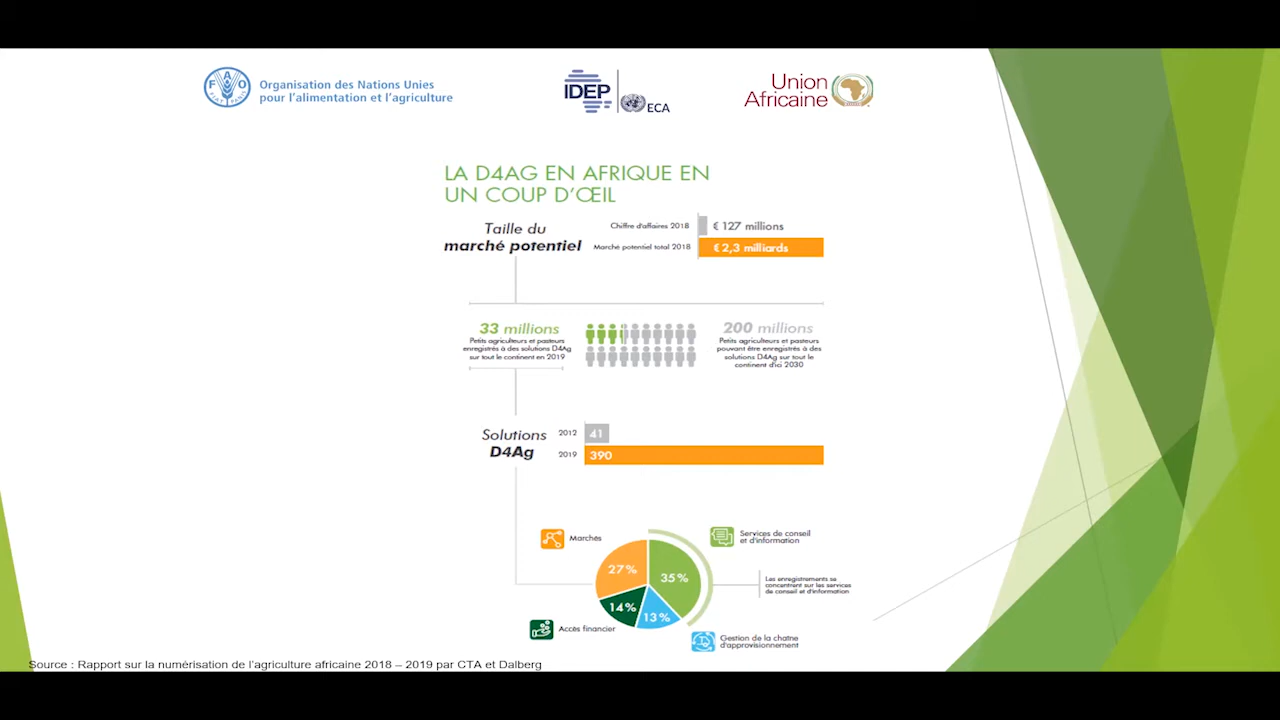 FAO
FIAT PANIS
Organisation des Nations Unies
pour l'alimentation et l'agriculture
IDEP
ECA
Union
Africaine
LA D4AG EN AFRIQUE EN
UN COUP D'ŒIL
Taille du
marché potentiel
Chiffre d'affaires 2018
€ 127 millions
Marché potentiel total 2018
€ 2,3 milliards
33 millions
Petits agriculteurs et pasteurs
enregistrés à des solutions D4Ag
sur tout le continent en 2019
200 millions
Petits agriculteurs et pasteurs
pouvant être enregistrés à des
solutions D4Ag sur tout le
continent d'ici 2030
Solutions
D4Ag
2012
41
2019
390
Marchés
Services de conseil
et d'information
27%
35%
14%
13%
Les enregistrements se
concentrent sur les services
de conseil et d'information
Accès financier
Gestion de la chaîne
d'approvisionnement
Source : Rapport sur la numérisation de l'agriculture africaine 2018 – 2019 par CTA et Dalberg